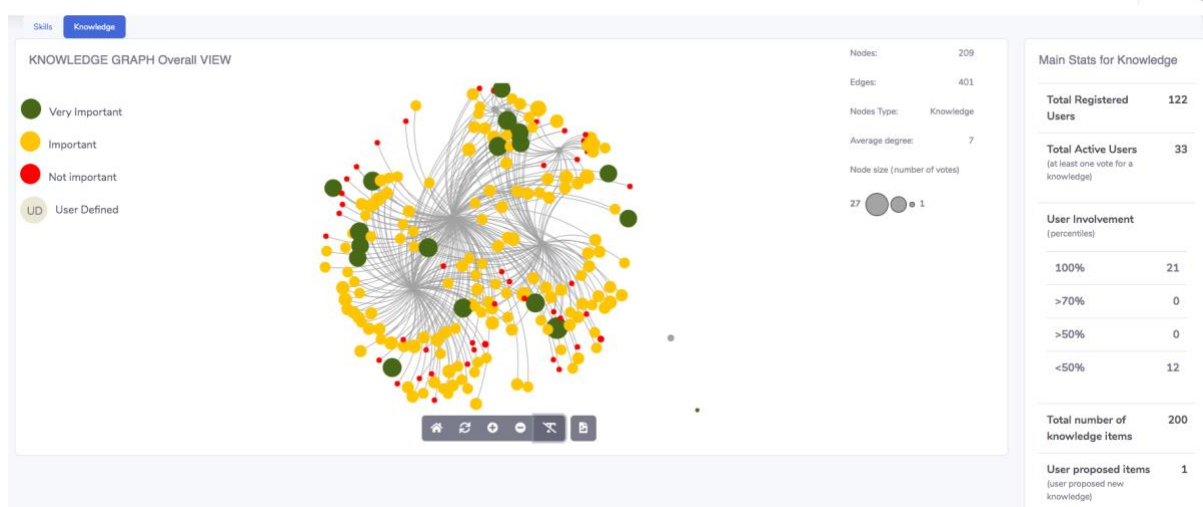 Skills Knowledge
KNOWLEDGE GRAPH Overall VIEW
Very Important
Important
Not important
UD User Defined
Nodes: 209
Edges: 401
Nodes Type: Knowledge
Average degree: 7
Node size (number of votes)
27 1
Main Stats for Knowledge
Total Registered 122
Users
Total Active Users 33
(at least one vote for a
knowledge)
User Involvement
(percentiles)
100% 21
>70% 0
>50% 0
<50% 12
Total number of 200
knowledge items
User proposed items 1
(user proposed new
knowledge)